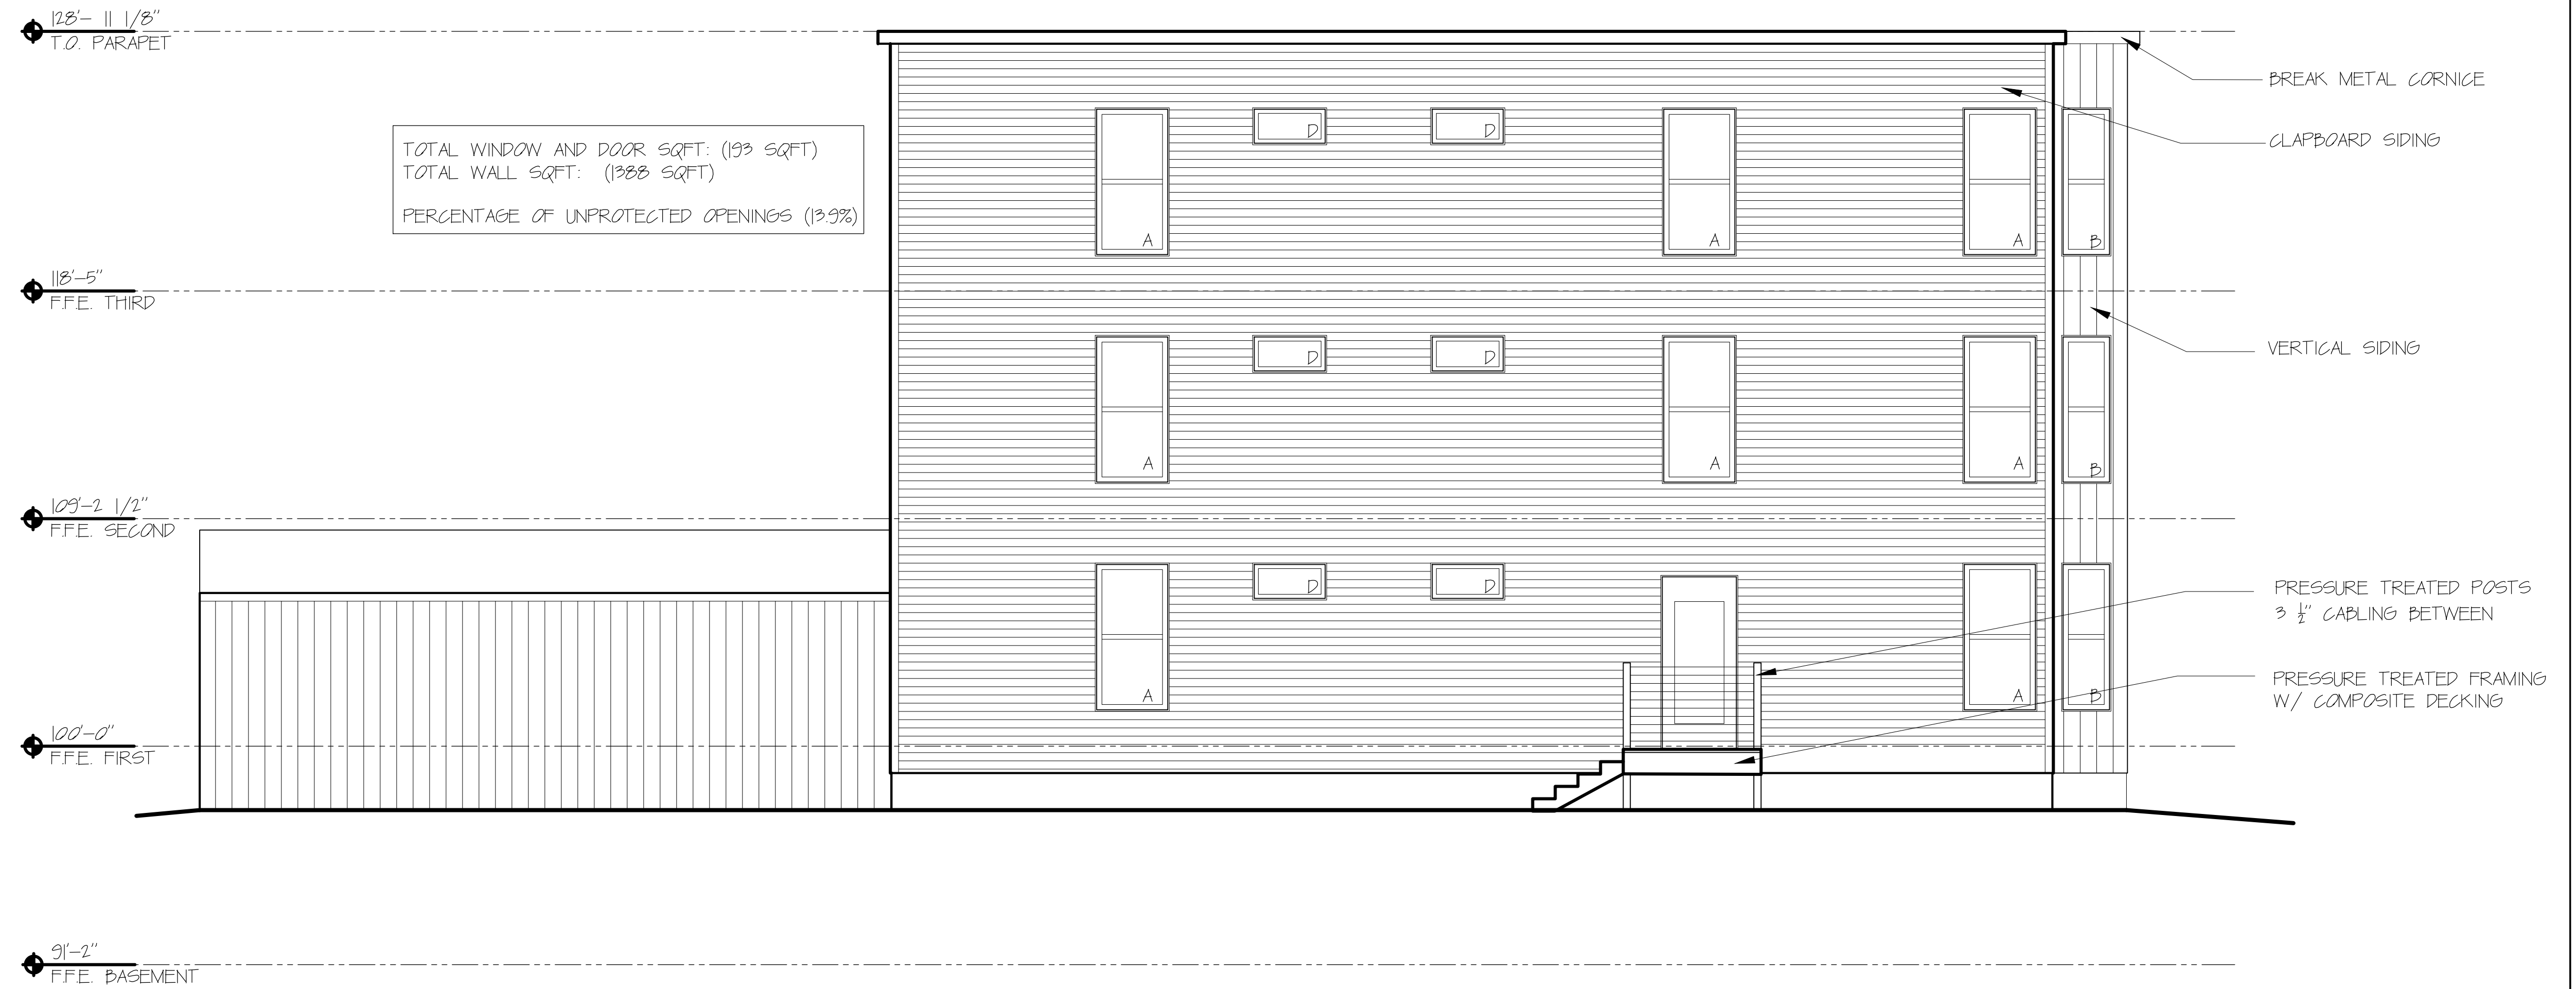 128'- 11 1/8"
T.O. PARAPET
BREAK METAL CORNICE
CLAPBOARD SIDING
TOTAL WINDOW AND DOOR SQFT: (193 SQFT)
TOTAL WALL SQFT: (1388 SQFT)
PERCENTAGE OF UNPROTECTED OPENINGS (13.9%)
D D
A A A B
118'-5"
F.F.E. THIRD
VERTICAL SIDING
D D
A A A B
109'-2 1/2"
F.F.E. SECOND
D D
PRESSURE TREATED POSTS
3 1/2" CABLING BETWEEN
A A B
PRESSURE TREATED FRAMING
W/ COMPOSITE DECKING
100'-0"
F.F.E. FIRST
91'-2"
F.F.E. BASEMENT